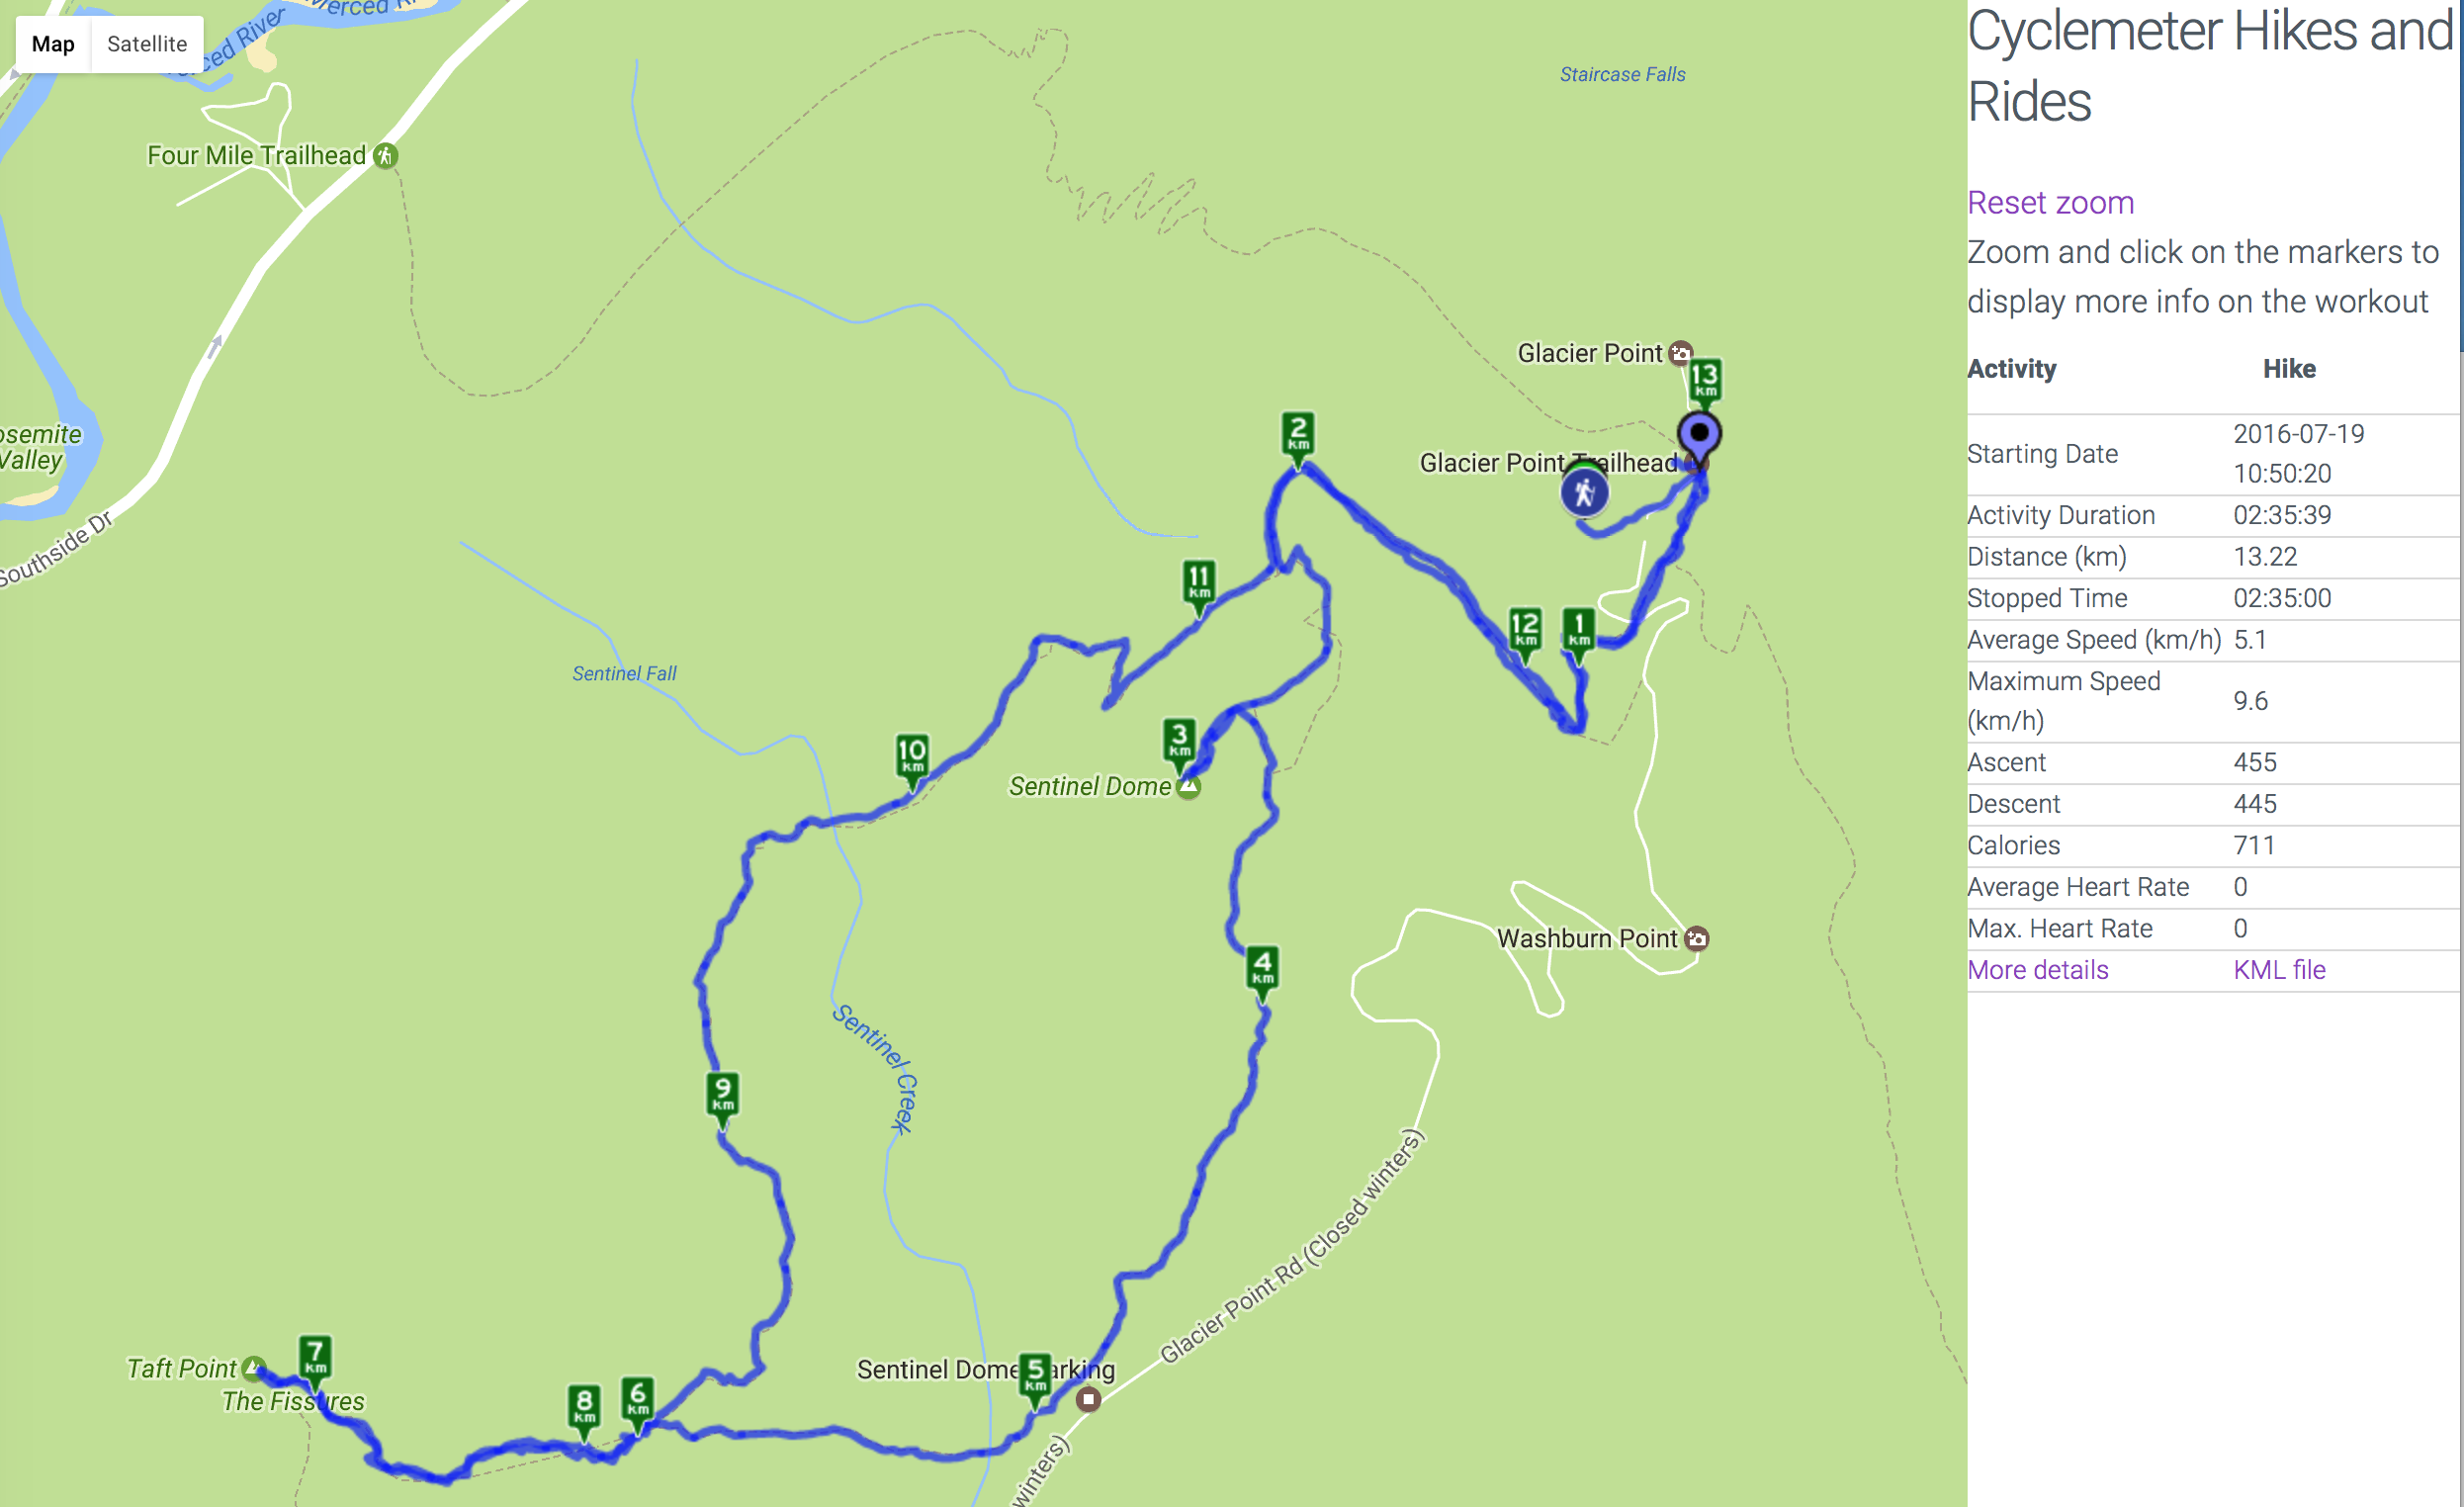 Map
Satellite
Merced
Four Mile Trailhead
Staircase Falls
osemite
Valley
Southside Dr
Glacier Point
13
km
2
km
Glacier Point Trailhead
11
km
12
km
1
km
Sentinel Fall
10
km
3
km
Sentinel Dome
4
km
Washburn Point
Sentinel Creek
9
km
Glacier Point Rd (Closed winters)
Taft Point
7
km
The Fissures
8
km
6
km
Sentinel Dome
arking
5
km
winters)
Cyclemeter Hikes and
Rides
Reset zoom
Zoom and click on the markers to
display more info on the workout
Activity Hike
Starting Date 2016-07-19
10:50:20
Activity Duration 02:35:39
Distance (km) 13.22
Stopped Time 02:35:00
Average Speed (km/h) 5.1
Maximum Speed
(km/h) 9.6
Ascent 455
Descent 445
Calories 711
Average Heart Rate 0
Max. Heart Rate 0
More details KML file